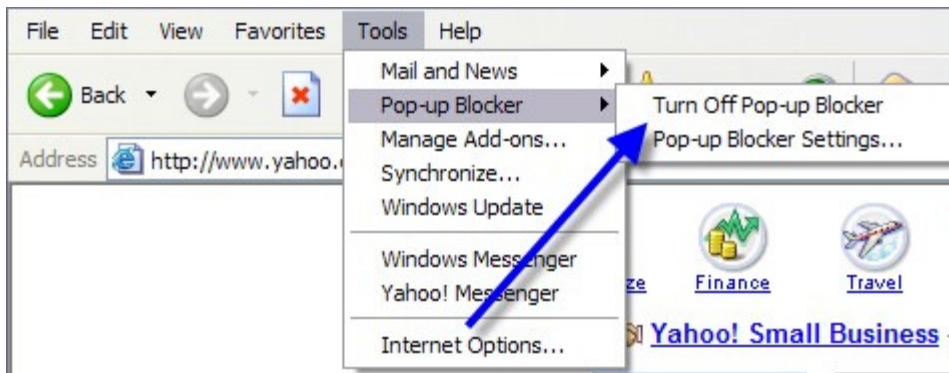 File Edit View Favorites Tools Help
Mail and News
Back
Pop-up Blocker
Turn Off Pop-up Blocker
Manage Add-ons...
Pop-up Blocker Settings...
Address http://www.yahoo.
Synchronize...
Windows Update
Windows Messenger
Yahoo! Messenger
ze Finance Travel
Internet Options...
Yahoo! Small Business